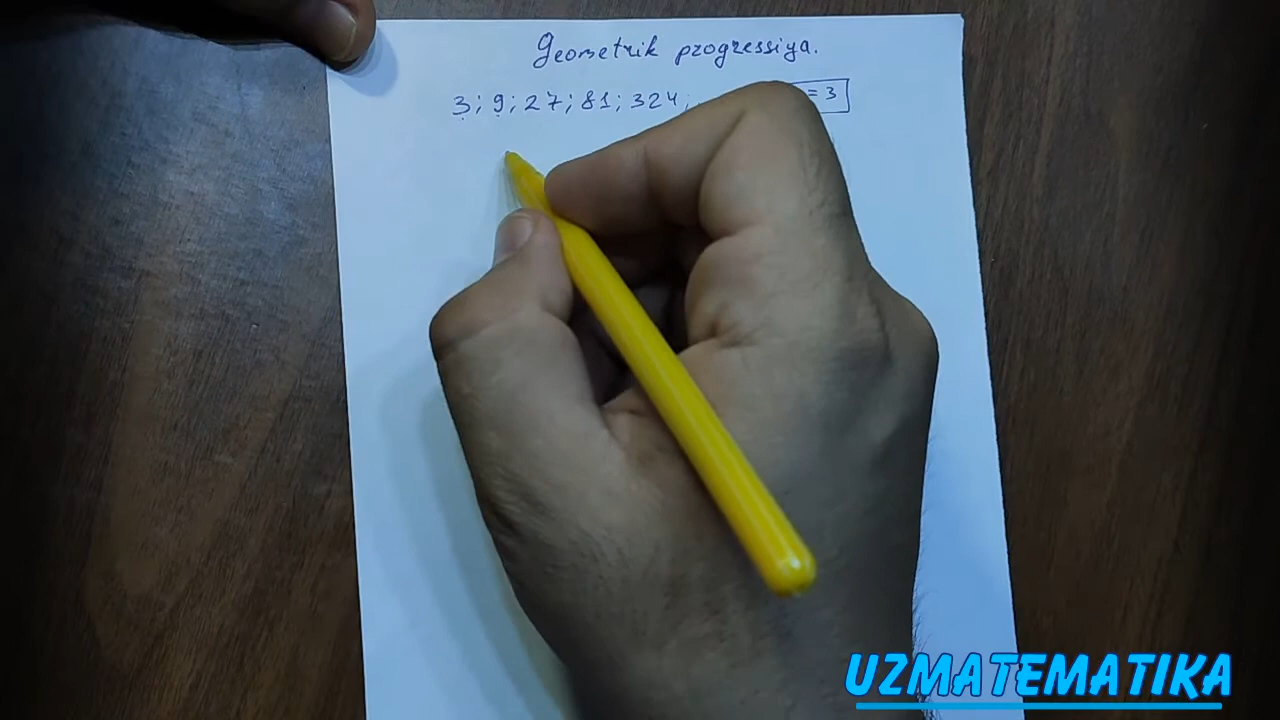 Geometrik progressiya.
3; 9; 27; 81; 324; = 3
UZMATEMATIKA